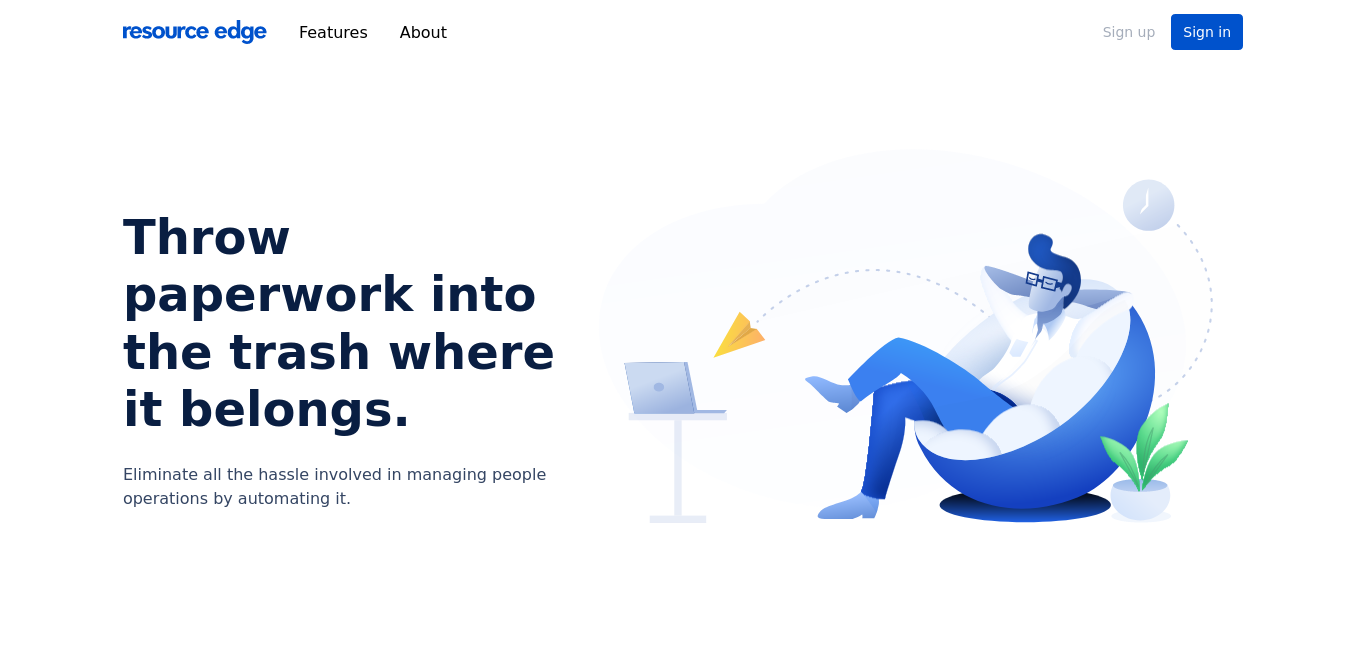 resource edge Features About Sign up Sign in
Throw
paperwork into
the trash where
it belongs.
Eliminate all the hassle involved in managing people
operations by automating it.